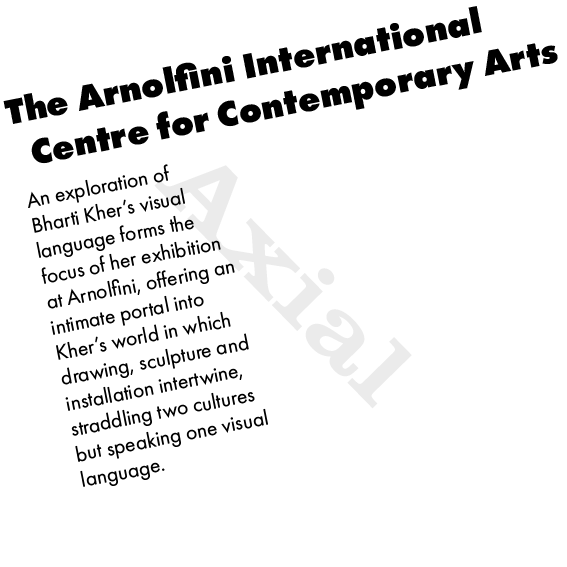 The Arnolfini International
Centre for Contemporary Arts
An exploration of
Bharti Kher’s visual
language forms the
focus of her exhibition
at Arnolfini, offering an
intimate portal into
Kher’s world in which
drawing, sculpture and
installation intertwine,
straddling two cultures
but speaking one visual
language.
Axial